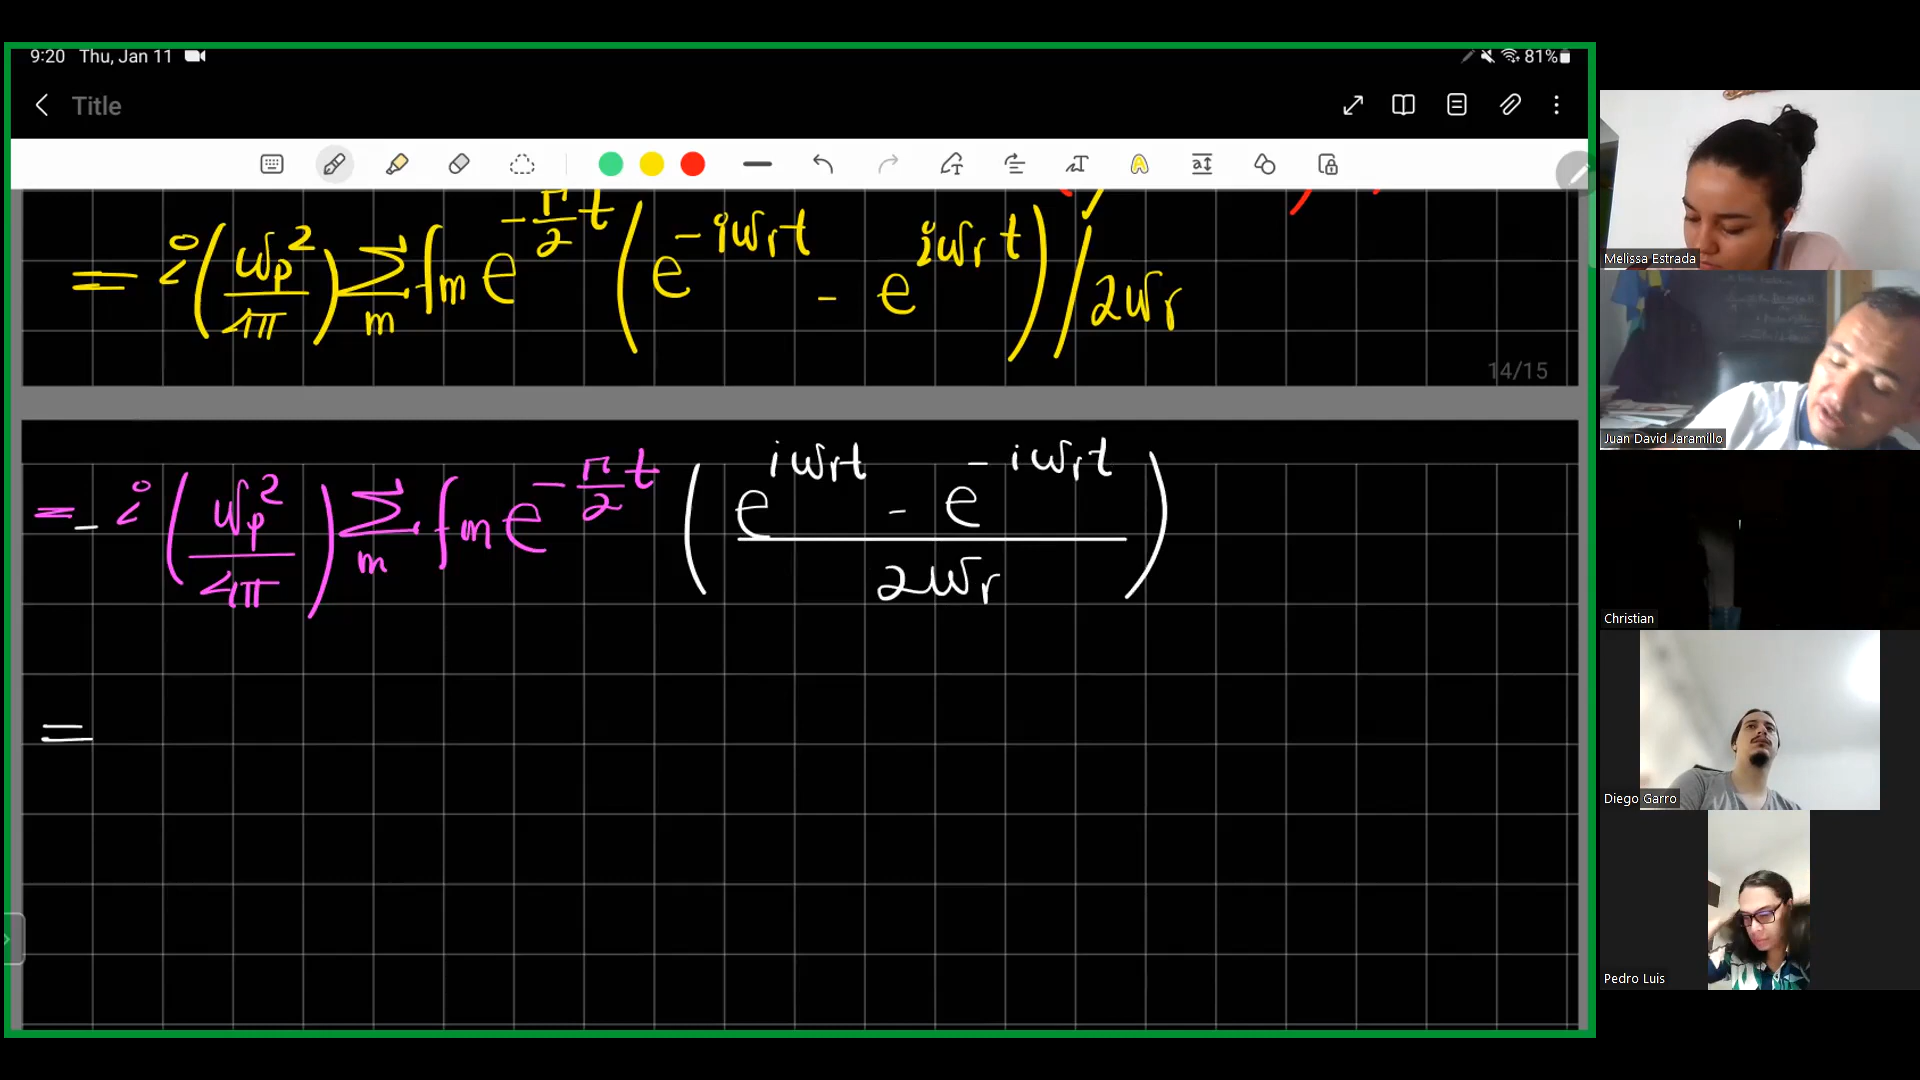 9:20 Thu, Jan 11 81%
Title
= i(ωp²/4π) Σm fm e^(-Γ/2 t) (e^(-iωr t) - e^(iωr t)) / 2ωr
14/15
= - i (ωp²/4π) Σm fm e^(-Γ/2 t) ((e^(iωr t) - e^(-iωr t))/2ωr)
=
Melissa Estrada
Juan David Jaramillo
Christian
Diego Garro
Pedro Luis